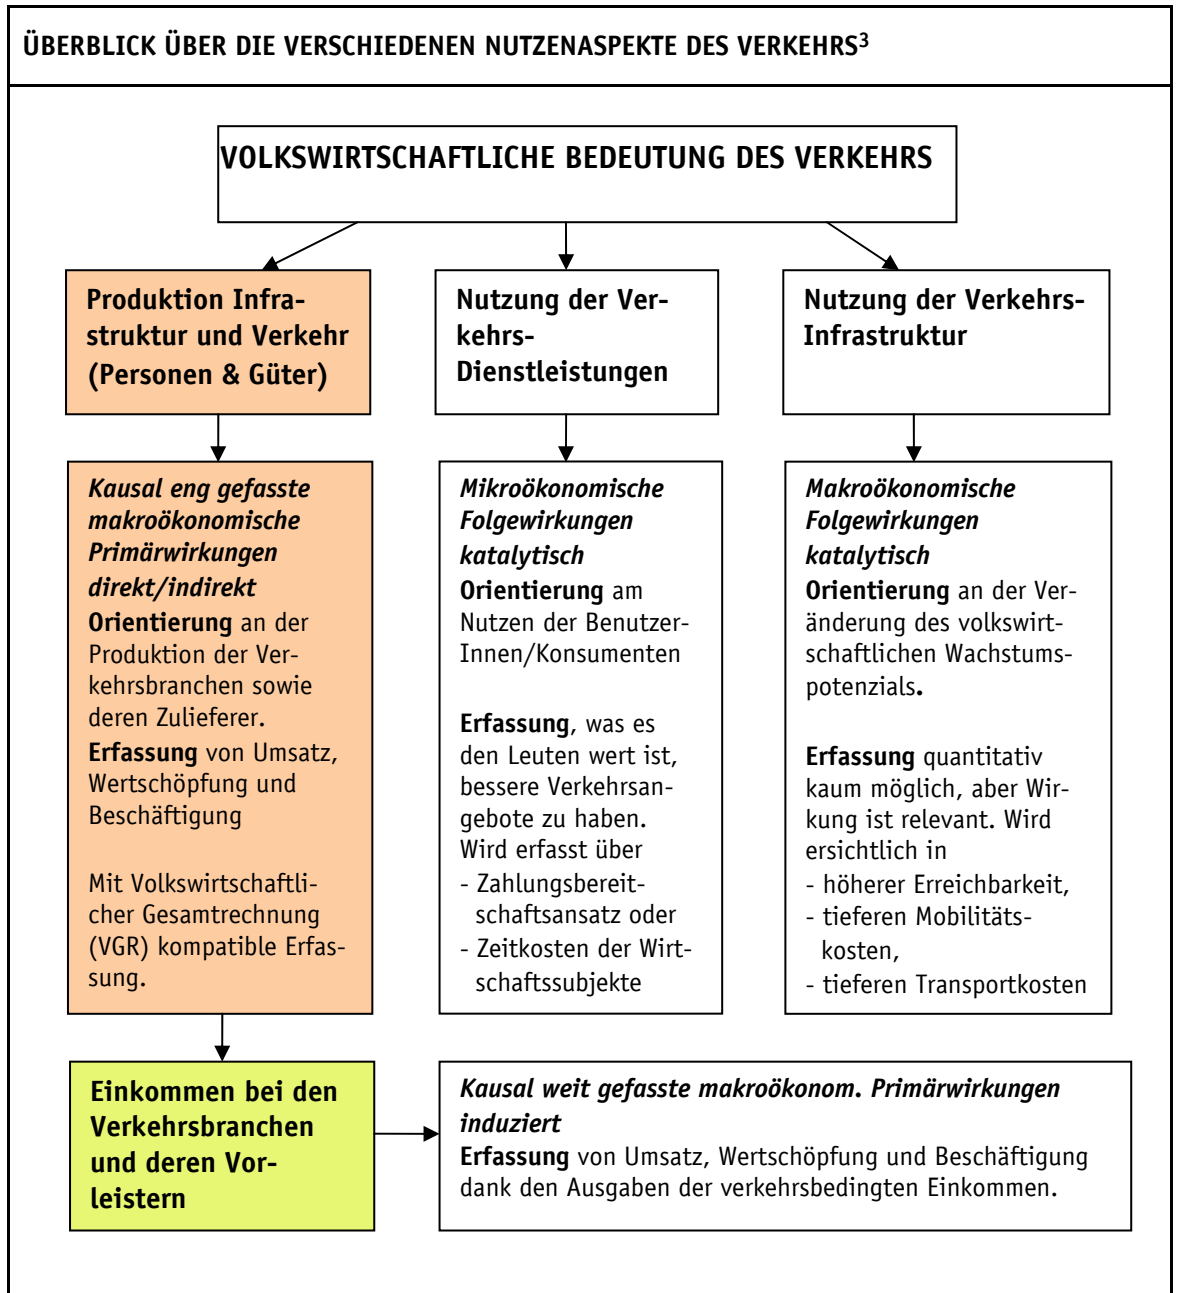 ÜBERBLICK ÜBER DIE VERSCHIEDENEN NUTZENASPEKTE DES VERKEHRS³
VOLKSWIRTSCHAFTLICHE BEDEUTUNG DES VERKEHRS
Produktion Infra-
struktur und Verkehr
(Personen & Güter)
Nutzung der Ver-
kehrs-
Dienstleistungen
Nutzung der Verkehrs-
Infrastruktur
Kausal eng gefasste
makroökonomische
Primärwirkungen
direkt/indirekt
Orientierung an der
Produktion der Ver-
kehrsbranchen sowie
deren Zulieferer.
Erfassung von Umsatz,
Wertschöpfung und
Beschäftigung
Mit Volkswirtschaftli-
cher Gesamtrechnung
(VGR) kompatible Erfas-
sung.
Mikroökonomische
Folgewirkungen
katalytisch
Orientierung am
Nutzen der Benutzer-
Innen/Konsumenten
Erfassung, was es
den Leuten wert ist,
bessere Verkehrsan-
gebote zu haben.
Wird erfasst über
- Zahlungsbereit-
schaftsansatz oder
- Zeitkosten der Wirt-
schaftssubjekte
Makroökonomische
Folgewirkungen
katalytisch
Orientierung an der Ver-
änderung des volkswirt-
schaftlichen Wachstums-
potenzials.
Erfassung quantitativ
kaum möglich, aber Wir-
kung ist relevant. Wird
ersichtlich in
- höherer Erreichbarkeit,
- tieferen Mobilitäts-
kosten,
- tieferen Transportkosten
Einkommen bei den
Verkehrsbranchen
und deren Vor-
leistern
Kausal weit gefasste makroökonom. Primärwirkungen
induziert
Erfassung von Umsatz, Wertschöpfung und Beschäftigung
dank den Ausgaben der verkehrsbedingten Einkommen.